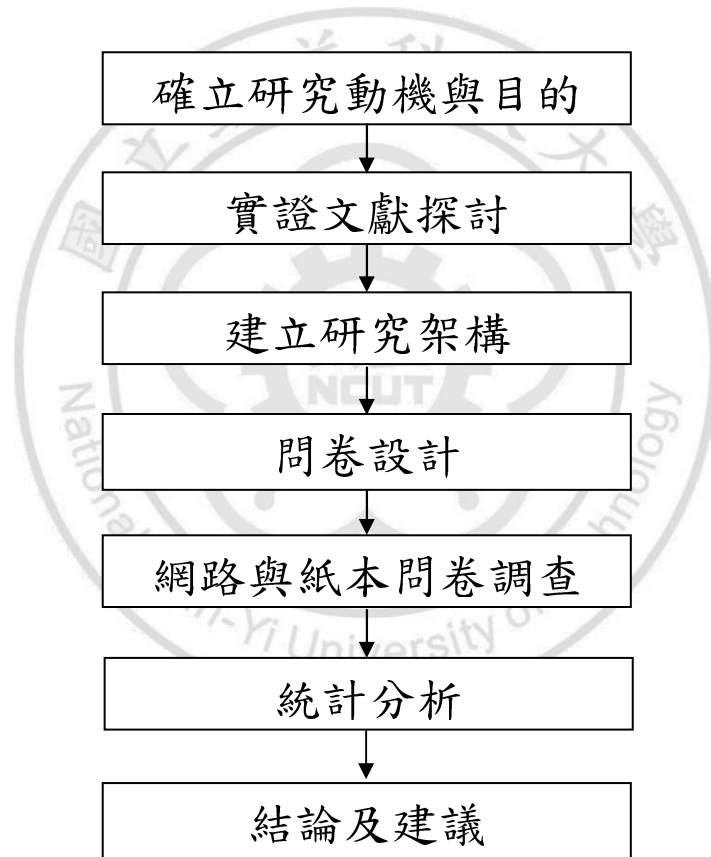 確立研究動機與目的
實證文獻探討
建立研究架構
NCUT
問卷設計
網路與紙本問卷調查
統計分析
結論及建議